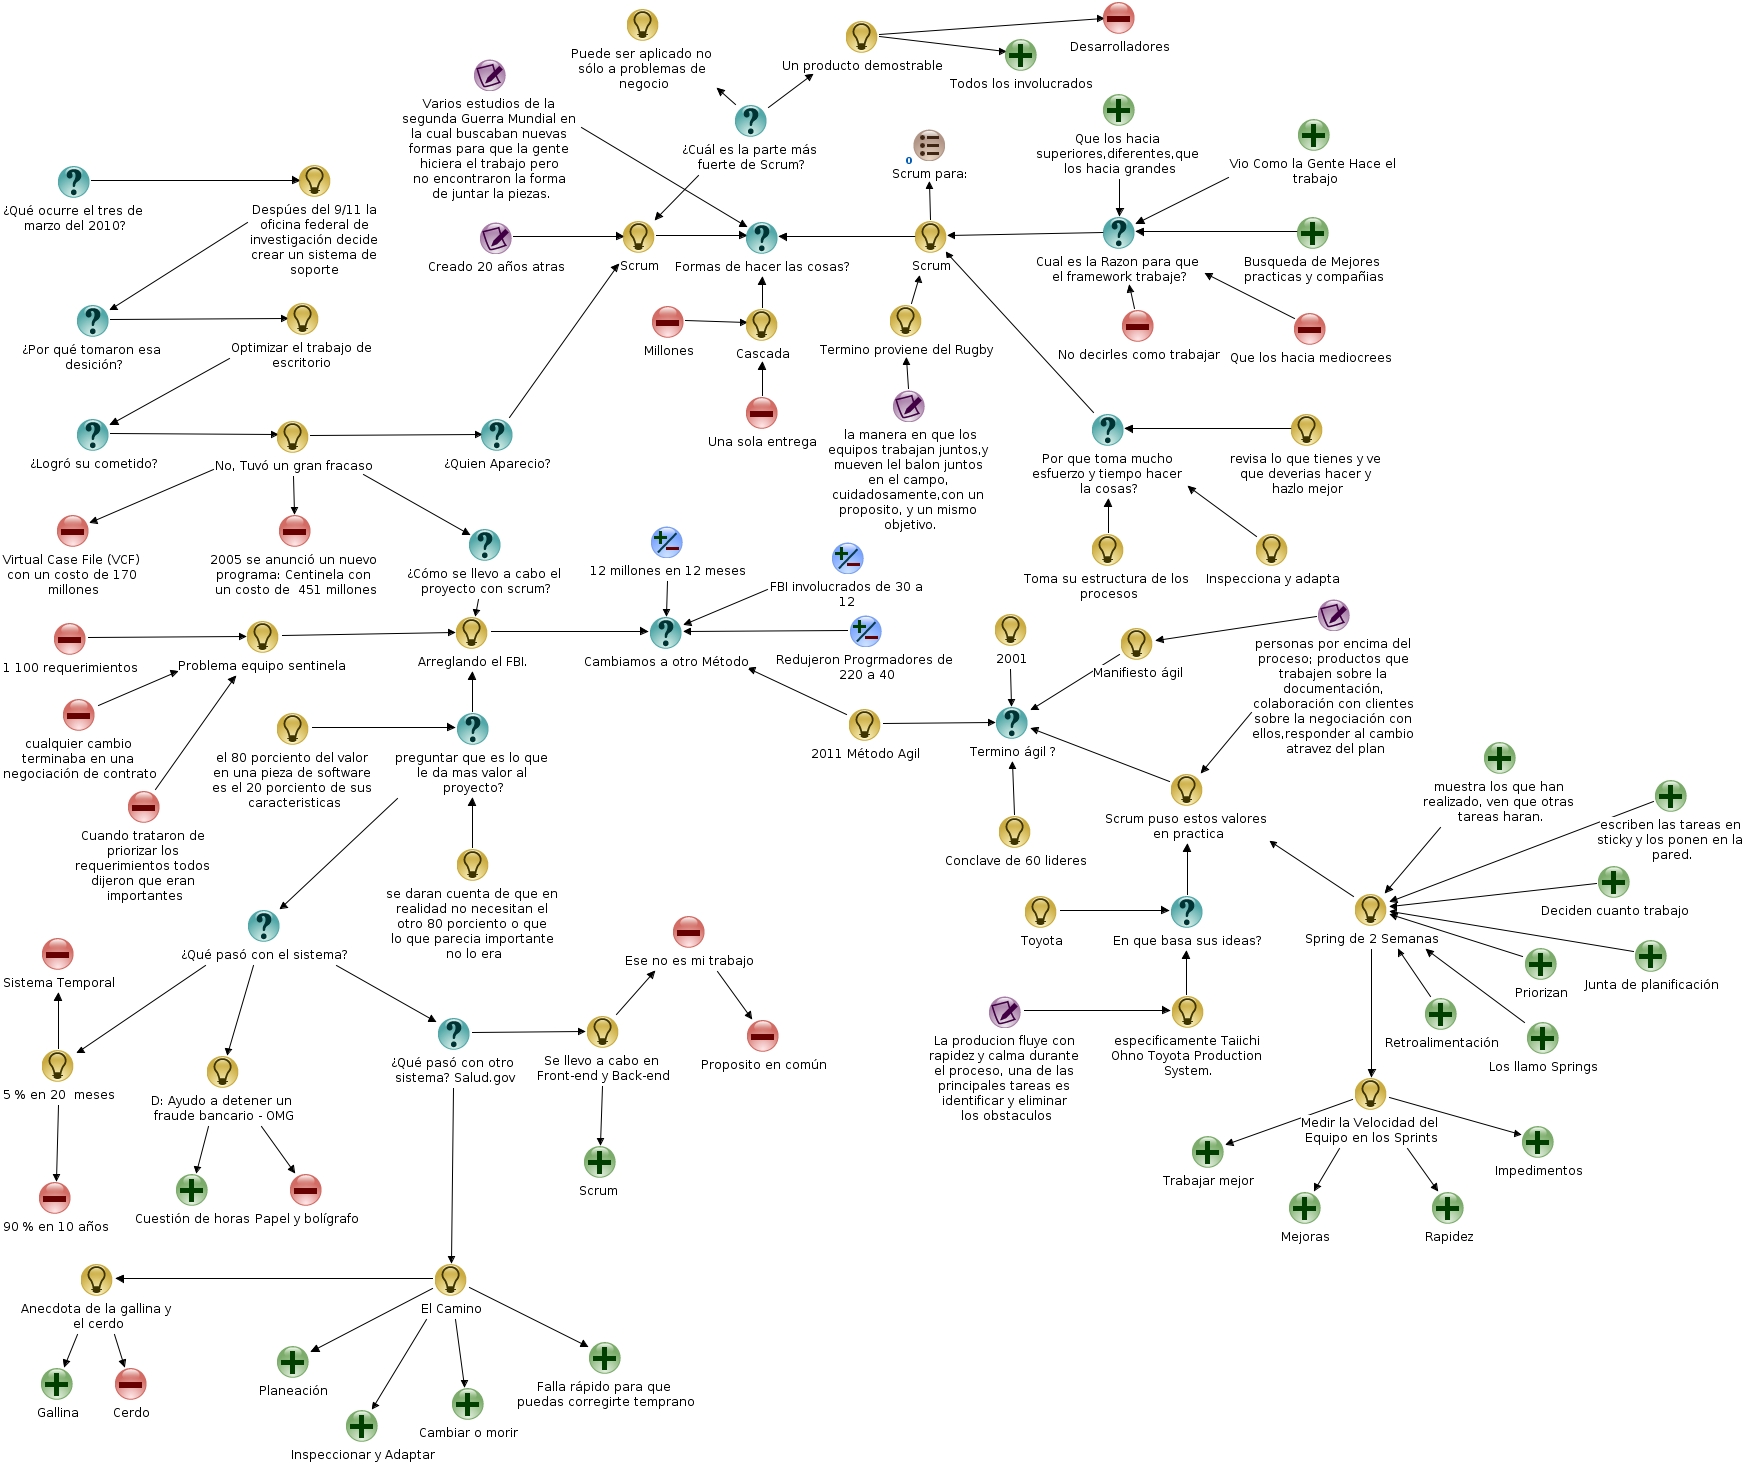 Puede ser aplicado no
sólo a problemas de
negocio
Un producto demostrable
Desarrolladores
Todos los involucrados
Varios estudios de la
segunda Guerra Mundial en
la cual buscaban nuevas
formas para que la gente
hiciera el trabajo pero
no encontraron la forma
de juntar la piezas.
¿Cuál es la parte más
fuerte de Scrum?
0
Scrum para:
Que los hacia
superiores,diferentes,que
los hacia grandes
Vio Como la Gente Hace el
trabajo
¿Qué ocurre el tres de
marzo del 2010?
Despúes del 9/11 la
oficina federal de
investigación decide
crear un sistema de
soporte
Creado 20 años atras
Scrum
Formas de hacer las cosas?
Scrum
Cual es la Razon para que
el framework trabaje?
Busqueda de Mejores
practicas y compañias
¿Por qué tomaron esa
desición?
Optimizar el trabajo de
escritorio
Millones
Cascada
Termino proviene del Rugby
No decirles como trabajar
Que los hacia mediocrees
¿Logró su cometido?
No, Tuvó un gran fracaso
¿Quien Aparecio?
Una sola entrega
la manera en que los
equipos trabajan juntos,y
mueven lel balon juntos
en el campo,
cuidadosamente,con un
proposito, y un mismo
objetivo.
Por que toma mucho
esfuerzo y tiempo hacer
la cosas?
revisa lo que tienes y ve
que deverias hacer y
hazlo mejor
Virtual Case File (VCF)
con un costo de 170
millones
2005 se anunció un nuevo
programa: Centinela con
un costo de  451 millones
¿Cómo se llevo a cabo el
proyecto con scrum?
12 millones en 12 meses
FBI involucrados de 30 a
12
Toma su estructura de los
procesos
Inspecciona y adapta
1 100 requerimientos
Problema equipo sentinela
Arreglando el FBI.
Cambiamos a otro Método
Redujeron Progrmadores de
220 a 40
2001
Manifiesto ágil
personas por encima del
proceso; productos que
trabajen sobre la
documentación,
colaboración con clientes
sobre la negociación con
ellos,responder al cambio
atravez del plan
cualquier cambio
terminaba en una
negociación de contrato
el 80 porciento del valor
en una pieza de software
es el 20 porciento de sus
caracteristicas
preguntar que es lo que
le da mas valor al
proyecto?
2011 Método Agil
Termino ágil ?
Cuando trataron de
priorizar los
requerimientos todos
dijeron que eran
importantes
se daran cuenta de que en
realidad no necesitan el
otro 80 porciento o que
lo que parecia importante
no lo era
Conclave de 60 lideres
Scrum puso estos valores
en practica
muestra los que han
realizado, ven que otras
tareas haran.
escriben las tareas en
sticky y los ponen en la
pared.
Deciden cuanto trabajo
Sistema Temporal
¿Qué pasó con el sistema?
Ese no es mi trabajo
Toyota
En que basa sus ideas?
Spring de 2 Semanas
Priorizan
Junta de planificación
5 % en 20  meses
D: Ayudo a detener un
fraude bancario - OMG
¿Qué pasó con otro
sistema? Salud.gov
Se llevo a cabo en
Front-end y Back-end
Proposito en común
La producion fluye con
rapidez y calma durante
el proceso, una de las
principales tareas es
identificar y eliminar
los obstaculos
especificamente Taiichi
Ohno Toyota Production
System.
Retroalimentación
Los llamo Springs
Medir la Velocidad del
Equipo en los Sprints
90 % en 10 años
Cuestión de horas
Papel y bolígrafo
Scrum
Trabajar mejor
Impedimentos
Mejoras
Rapidez
Anecdota de la gallina y
el cerdo
El Camino
Gallina
Cerdo
Planeación
Inspeccionar y Adaptar
Cambiar o morir
Falla rápido para que
puedas corregirte temprano